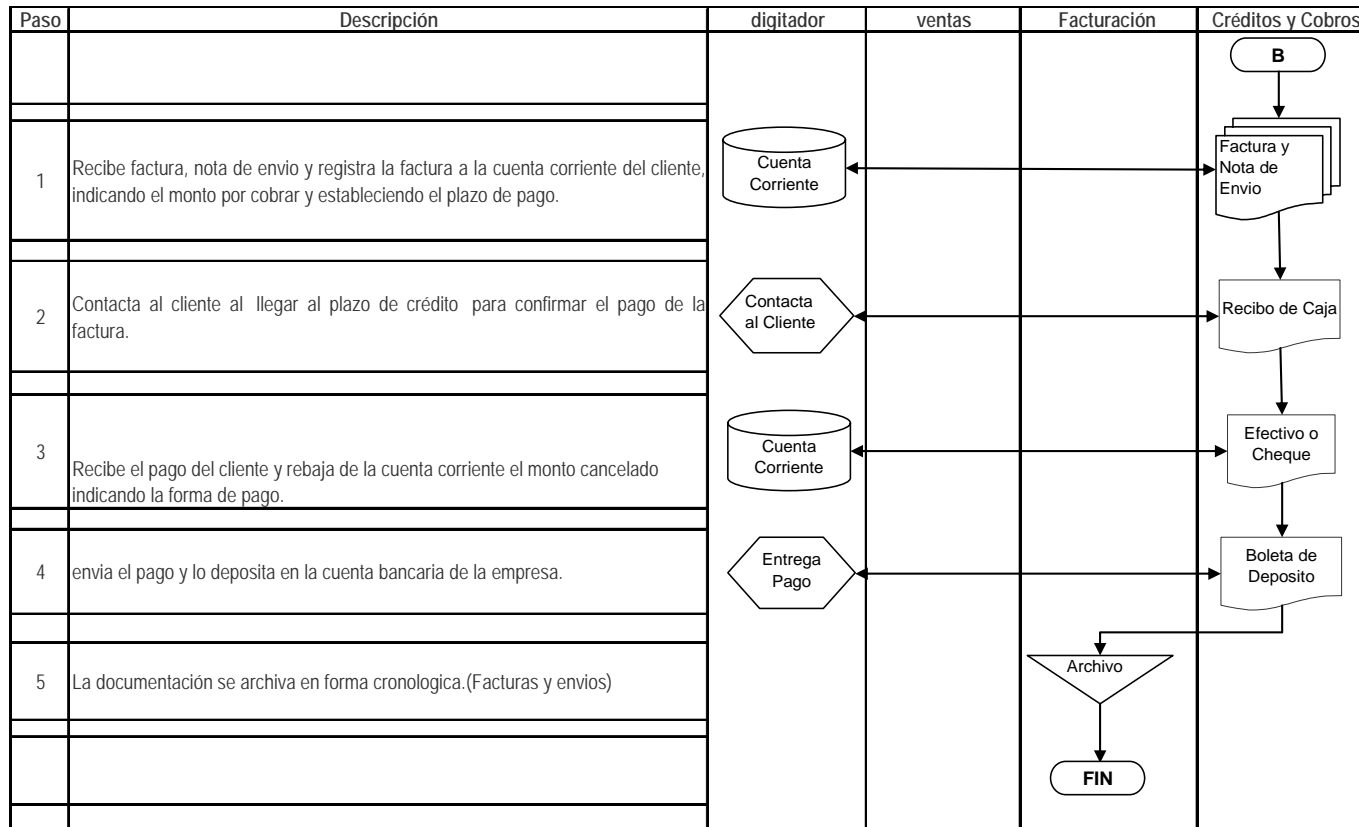 Paso Descripción digitador ventas Facturación Créditos y Cobros
B
1
Recibe factura, nota de envio y registra la factura a la cuenta corriente del cliente,
indicando el monto por cobrar y estableciendo el plazo de pago.
Cuenta
Corriente
Factura y
Nota de
Envio
2
Contacta al cliente al llegar al plazo de crédito para confirmar el pago de la
factura.
Contacta
al Cliente
Recibo de Caja
3
Recibe el pago del cliente y rebaja de la cuenta corriente el monto cancelado
indicando la forma de pago.
Cuenta
Corriente
Efectivo o
Cheque
4
envia el pago y lo deposita en la cuenta bancaria de la empresa.
Entrega
Pago
Boleta de
Deposito
5
La documentación se archiva en forma cronologica.(Facturas y envios)
Archivo
FIN